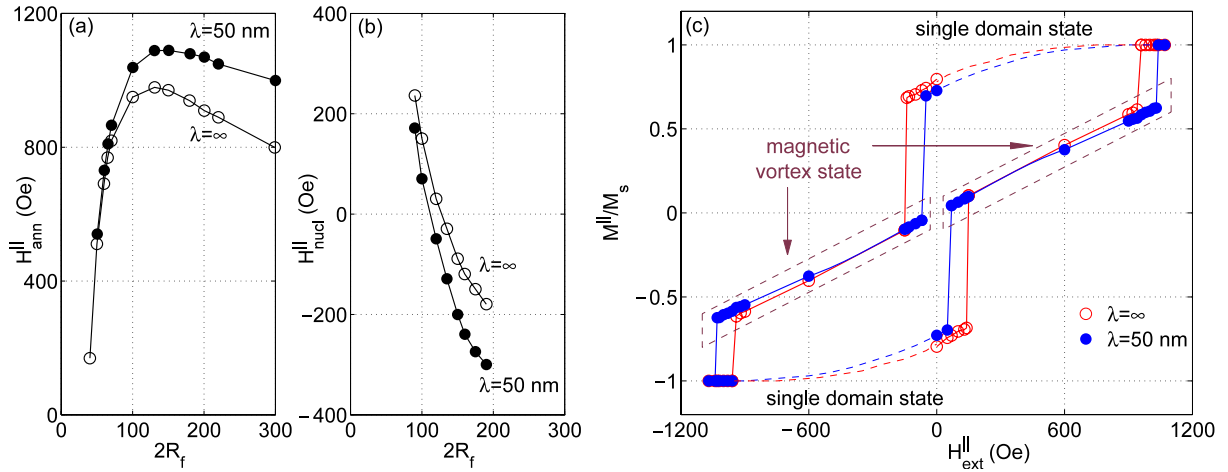 (a)
λ=50 nm
λ=∞
H||ann (Oe)
1200
800
400
0
0
100
200
300
2Rf
(b)
λ=∞
λ=50 nm
H||nucl (Oe)
400
200
0
−200
−400
0
100
200
300
2Rf
(c)
single domain state
magnetic
vortex state
λ=∞
λ=50 nm
single domain state
M||/Ms
1
0.5
0
−0.5
−1
−1200
−600
0
600
1200
H||ext (Oe)